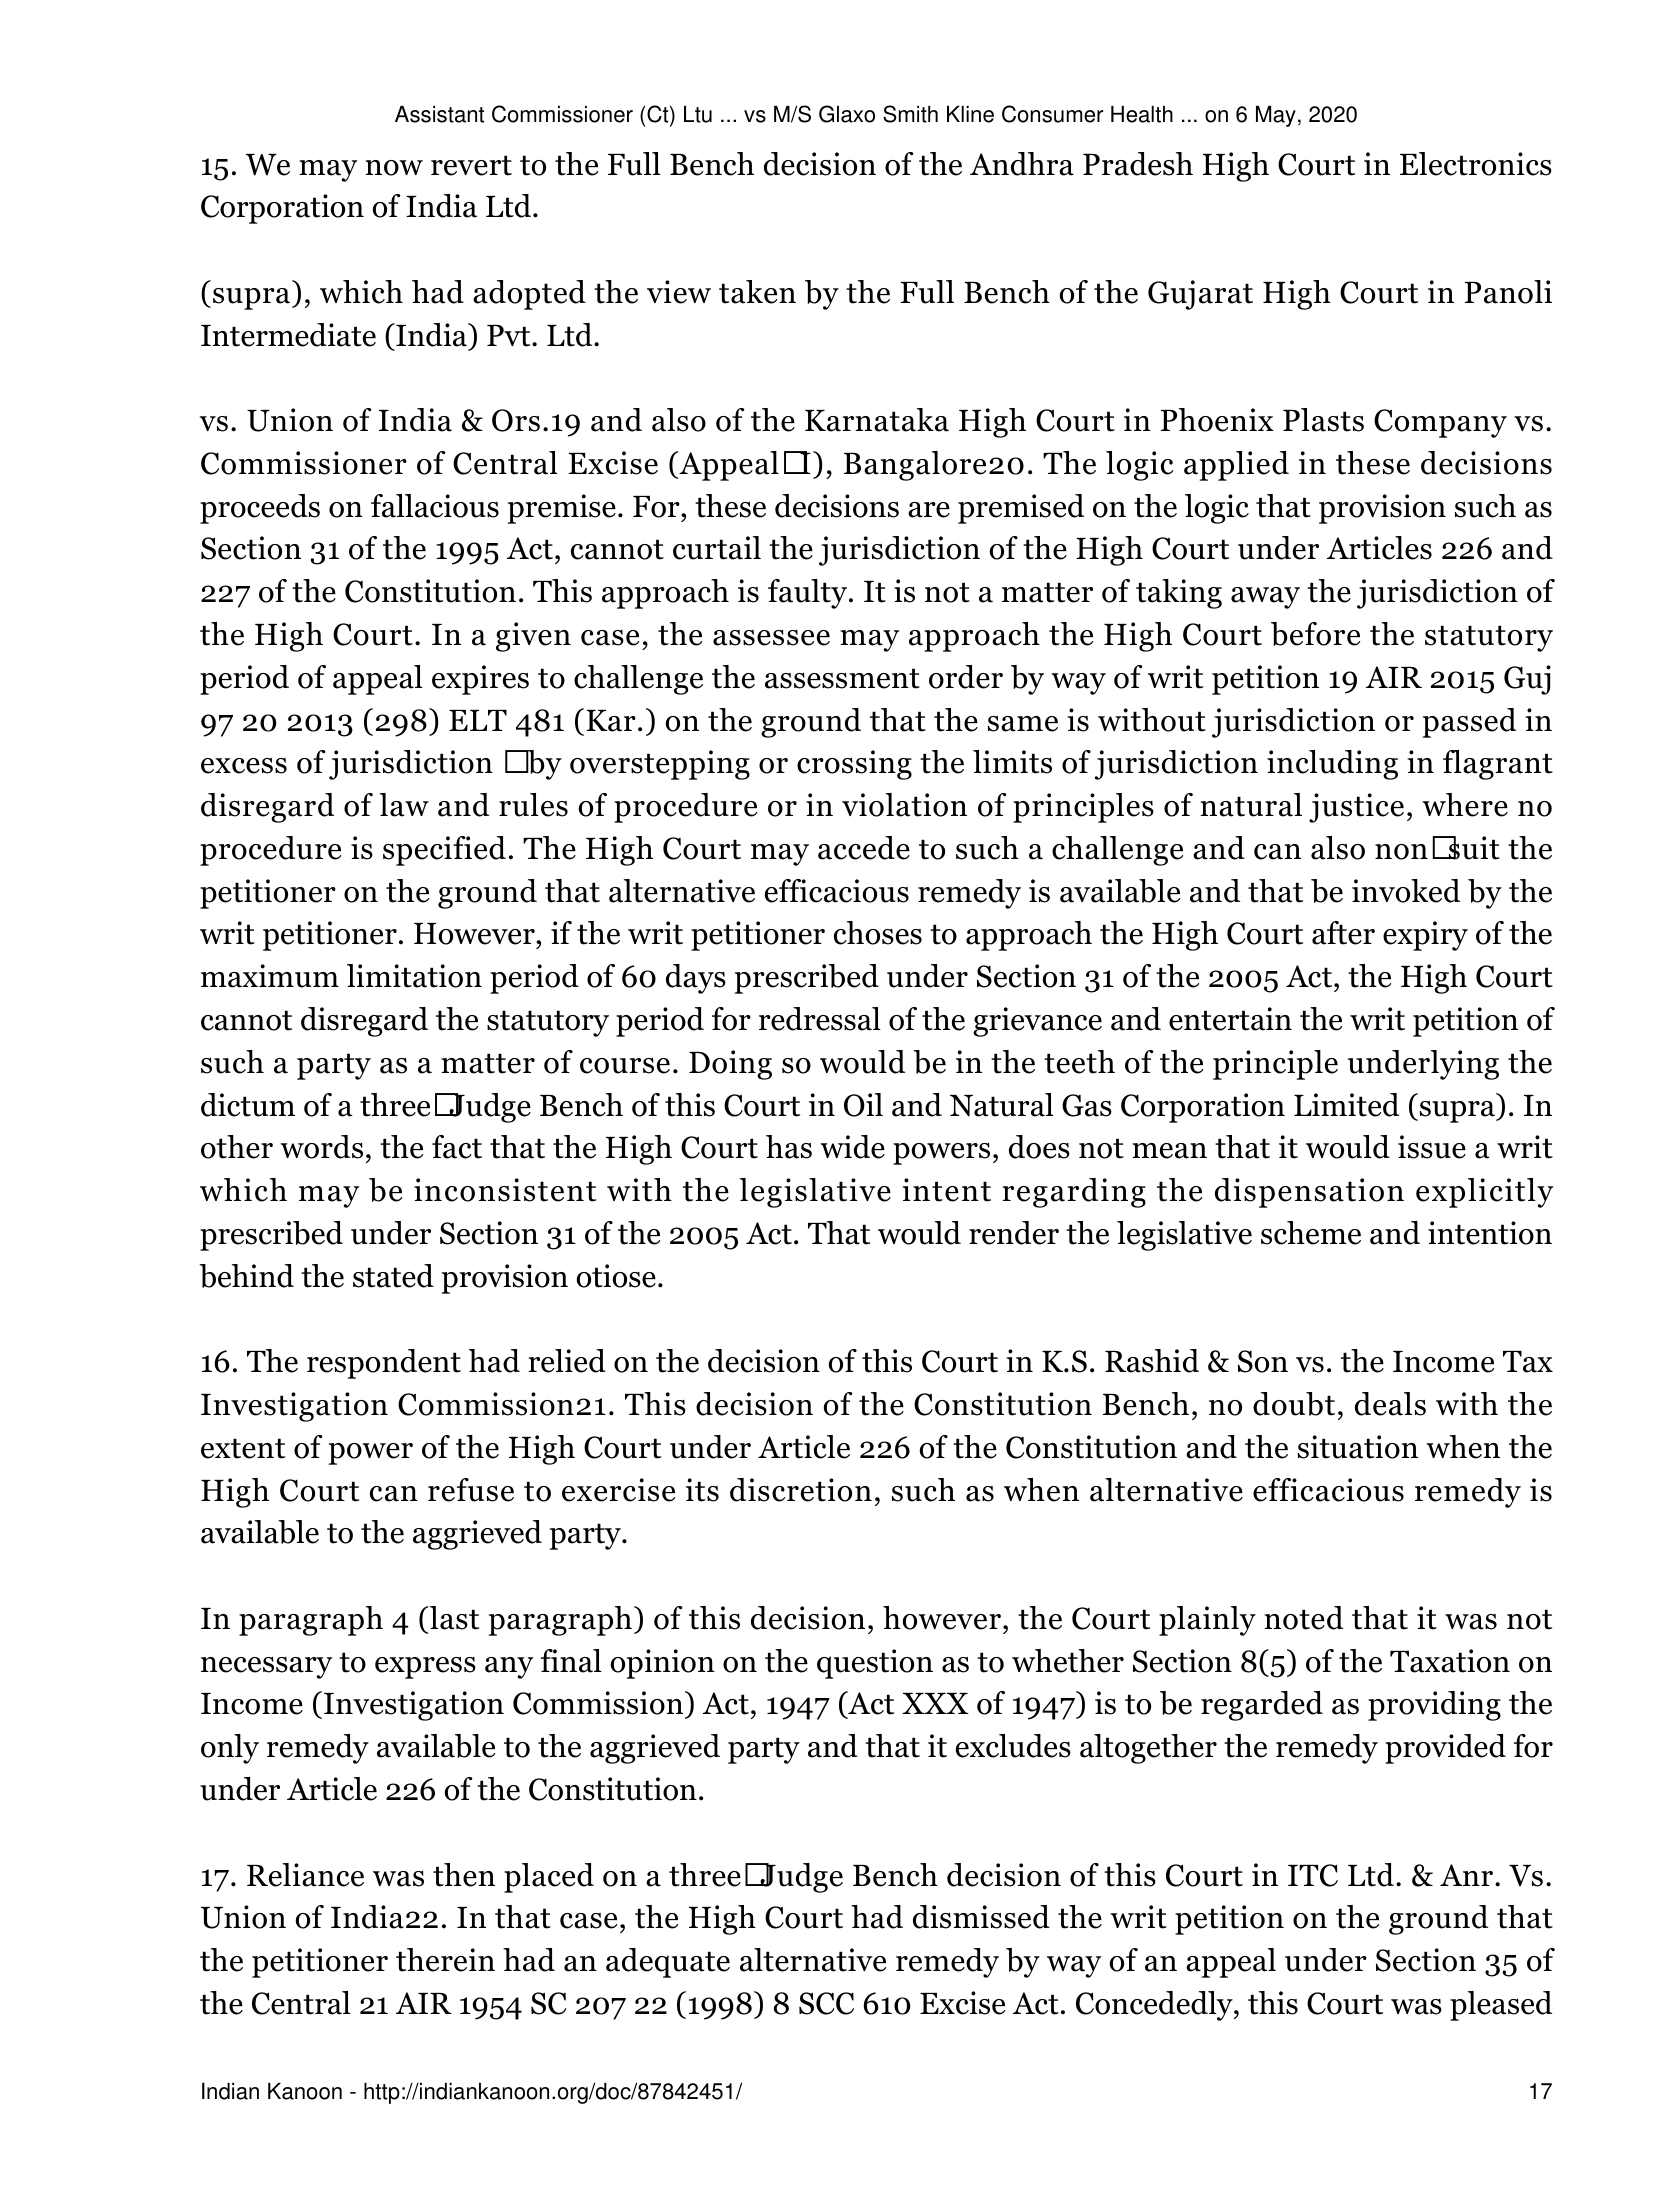 Assistant Commissioner (Ct) Ltu ... vs M/S Glaxo Smith Kline Consumer Health ... on 6 May, 2020
15. We may now revert to the Full Bench decision of the Andhra Pradesh High Court in Electronics
Corporation of India Ltd.
(supra), which had adopted the view taken by the Full Bench of the Gujarat High Court in Panoli
Intermediate (India) Pvt. Ltd.
vs. Union of India & Ors.19 and also of the Karnataka High Court in Phoenix Plasts Company vs.
Commissioner of Central Excise (Appeal□I), Bangalore20. The logic applied in these decisions
proceeds on fallacious premise. For, these decisions are premised on the logic that provision such as
Section 31 of the 1995 Act, cannot curtail the jurisdiction of the High Court under Articles 226 and
227 of the Constitution. This approach is faulty. It is not a matter of taking away the jurisdiction of
the High Court. In a given case, the assessee may approach the High Court before the statutory
period of appeal expires to challenge the assessment order by way of writ petition 19 AIR 2015 Guj
97 20 2013 (298) ELT 481 (Kar.) on the ground that the same is without jurisdiction or passed in
excess of jurisdiction □by overstepping or crossing the limits of jurisdiction including in flagrant
disregard of law and rules of procedure or in violation of principles of natural justice, where no
procedure is specified. The High Court may accede to such a challenge and can also non□suit the
petitioner on the ground that alternative efficacious remedy is available and that be invoked by the
writ petitioner. However, if the writ petitioner choses to approach the High Court after expiry of the
maximum limitation period of 60 days prescribed under Section 31 of the 2005 Act, the High Court
cannot disregard the statutory period for redressal of the grievance and entertain the writ petition of
such a party as a matter of course. Doing so would be in the teeth of the principle underlying the
dictum of a three□Judge Bench of this Court in Oil and Natural Gas Corporation Limited (supra). In
other words, the fact that the High Court has wide powers, does not mean that it would issue a writ
which may be inconsistent with the legislative intent regarding the dispensation explicitly
prescribed under Section 31 of the 2005 Act. That would render the legislative scheme and intention
behind the stated provision otiose.
16. The respondent had relied on the decision of this Court in K.S. Rashid & Son vs. the Income Tax
Investigation Commission21. This decision of the Constitution Bench, no doubt, deals with the
extent of power of the High Court under Article 226 of the Constitution and the situation when the
High Court can refuse to exercise its discretion, such as when alternative efficacious remedy is
available to the aggrieved party.
In paragraph 4 (last paragraph) of this decision, however, the Court plainly noted that it was not
necessary to express any final opinion on the question as to whether Section 8(5) of the Taxation on
Income (Investigation Commission) Act, 1947 (Act XXX of 1947) is to be regarded as providing the
only remedy available to the aggrieved party and that it excludes altogether the remedy provided for
under Article 226 of the Constitution.
17. Reliance was then placed on a three□Judge Bench decision of this Court in ITC Ltd. & Anr. Vs.
Union of India22. In that case, the High Court had dismissed the writ petition on the ground that
the petitioner therein had an adequate alternative remedy by way of an appeal under Section 35 of
the Central 21 AIR 1954 SC 207 22 (1998) 8 SCC 610 Excise Act. Concededly, this Court was pleased
Indian Kanoon - http://indiankanoon.org/doc/87842451/
17